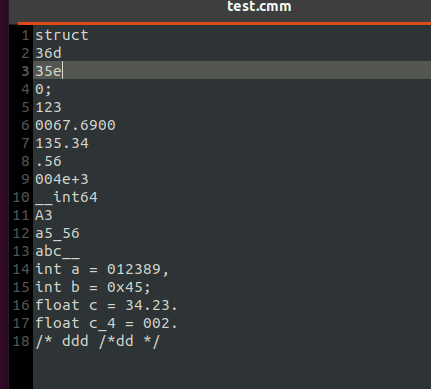 test.cmm
1 struct
2 36d
3 35e
4 0;
5 123
6 0067.6900
7 135.34
8 .56
9 004e+3
10 __int64
11 A3
12 a5_56
13 abc__
14 int a = 012389,
15 int b = 0x45;
16 float c = 34.23.
17 float c_4 = 002.
18 /* ddd /*dd */